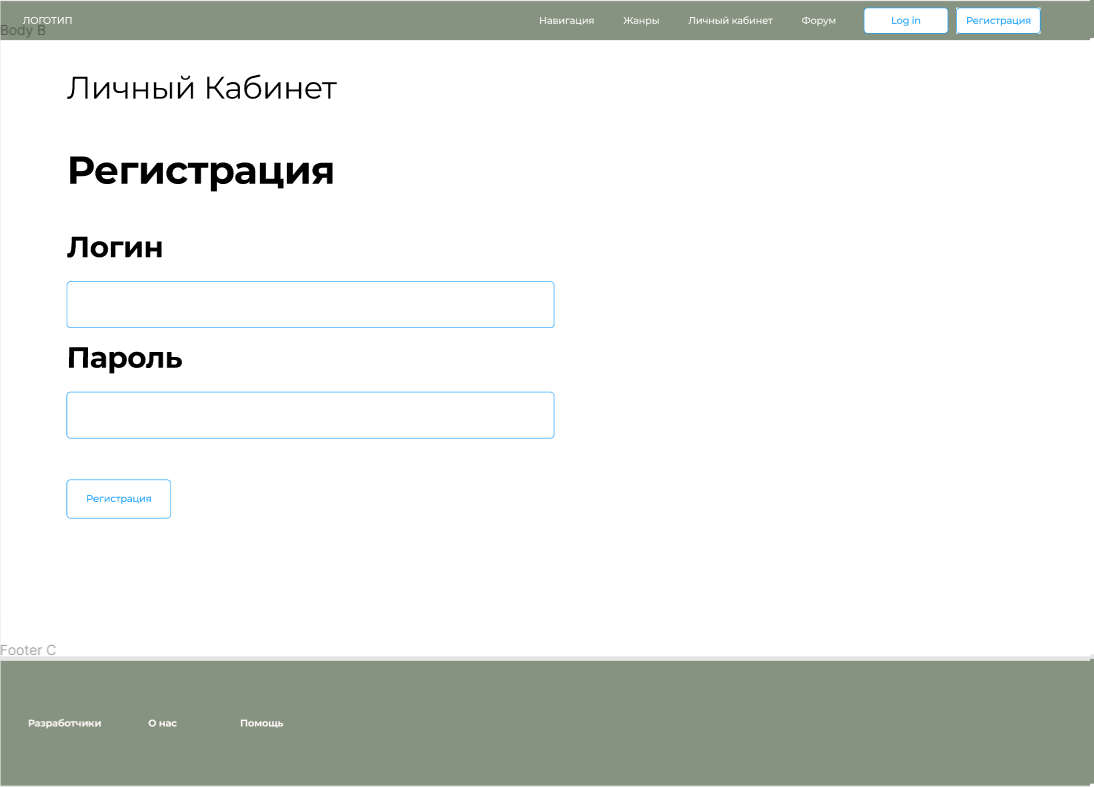 ЛОГОТИП
Навигация Жанры Личный кабинет Форум Log in Регистрация
Body B
Личный Кабинет
Регистрация
Логин
Пароль
Регистрация
Footer C
Разработчики О нас Помощь